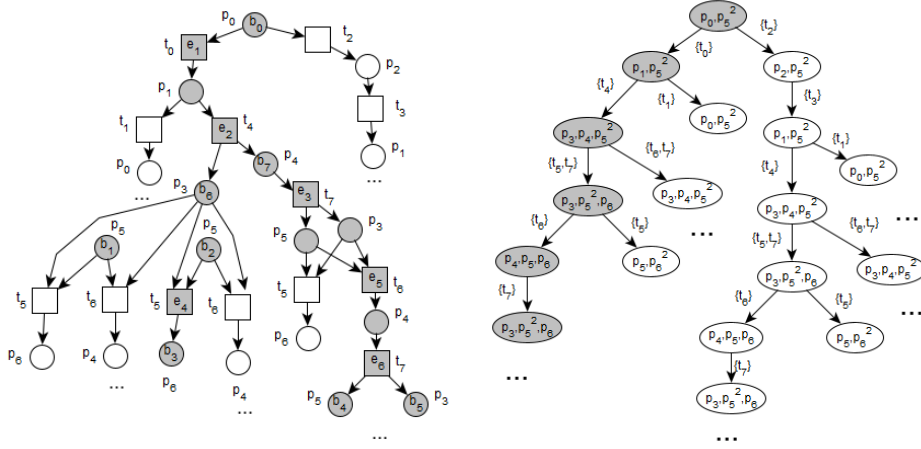 p0 b0
t0 e1 t2
p2
p1
t1 e2 t4 t3
p0 b7 p4 p1
...
p3 b6 e3 t7
p5 b1 p5 b2 p5 p3
t5 t6 t5 e4 t6 t5 e5 t6
p6 p4 b3 p6 p4
... p6 p4 ...
e6 t7
p5 b4 b5 p3
...
p0,p5^2
{t0} {t2}
p1,p5^2 p2,p5^2
{t4} {t1} {t3}
p3,p4,p5^2 p0,p5^2 p1,p5^2 {t1}
{t5,t7} {t6,t7} {t4} p0,p5^2
p3,p5^2,p6 p3,p4,p5^2 p3,p4,p5^2 ...
{t6} {t5} ... {t5,t7} {t6,t7}
p4,p5,p6 p5,p6^2 p3,p5^2,p6 p3,p4,p5^2
{t7} {t6} {t5} ...
p3,p5^2,p6 p4,p5,p6 p5,p6^2
... {t7}
p3,p5^2,p6
...